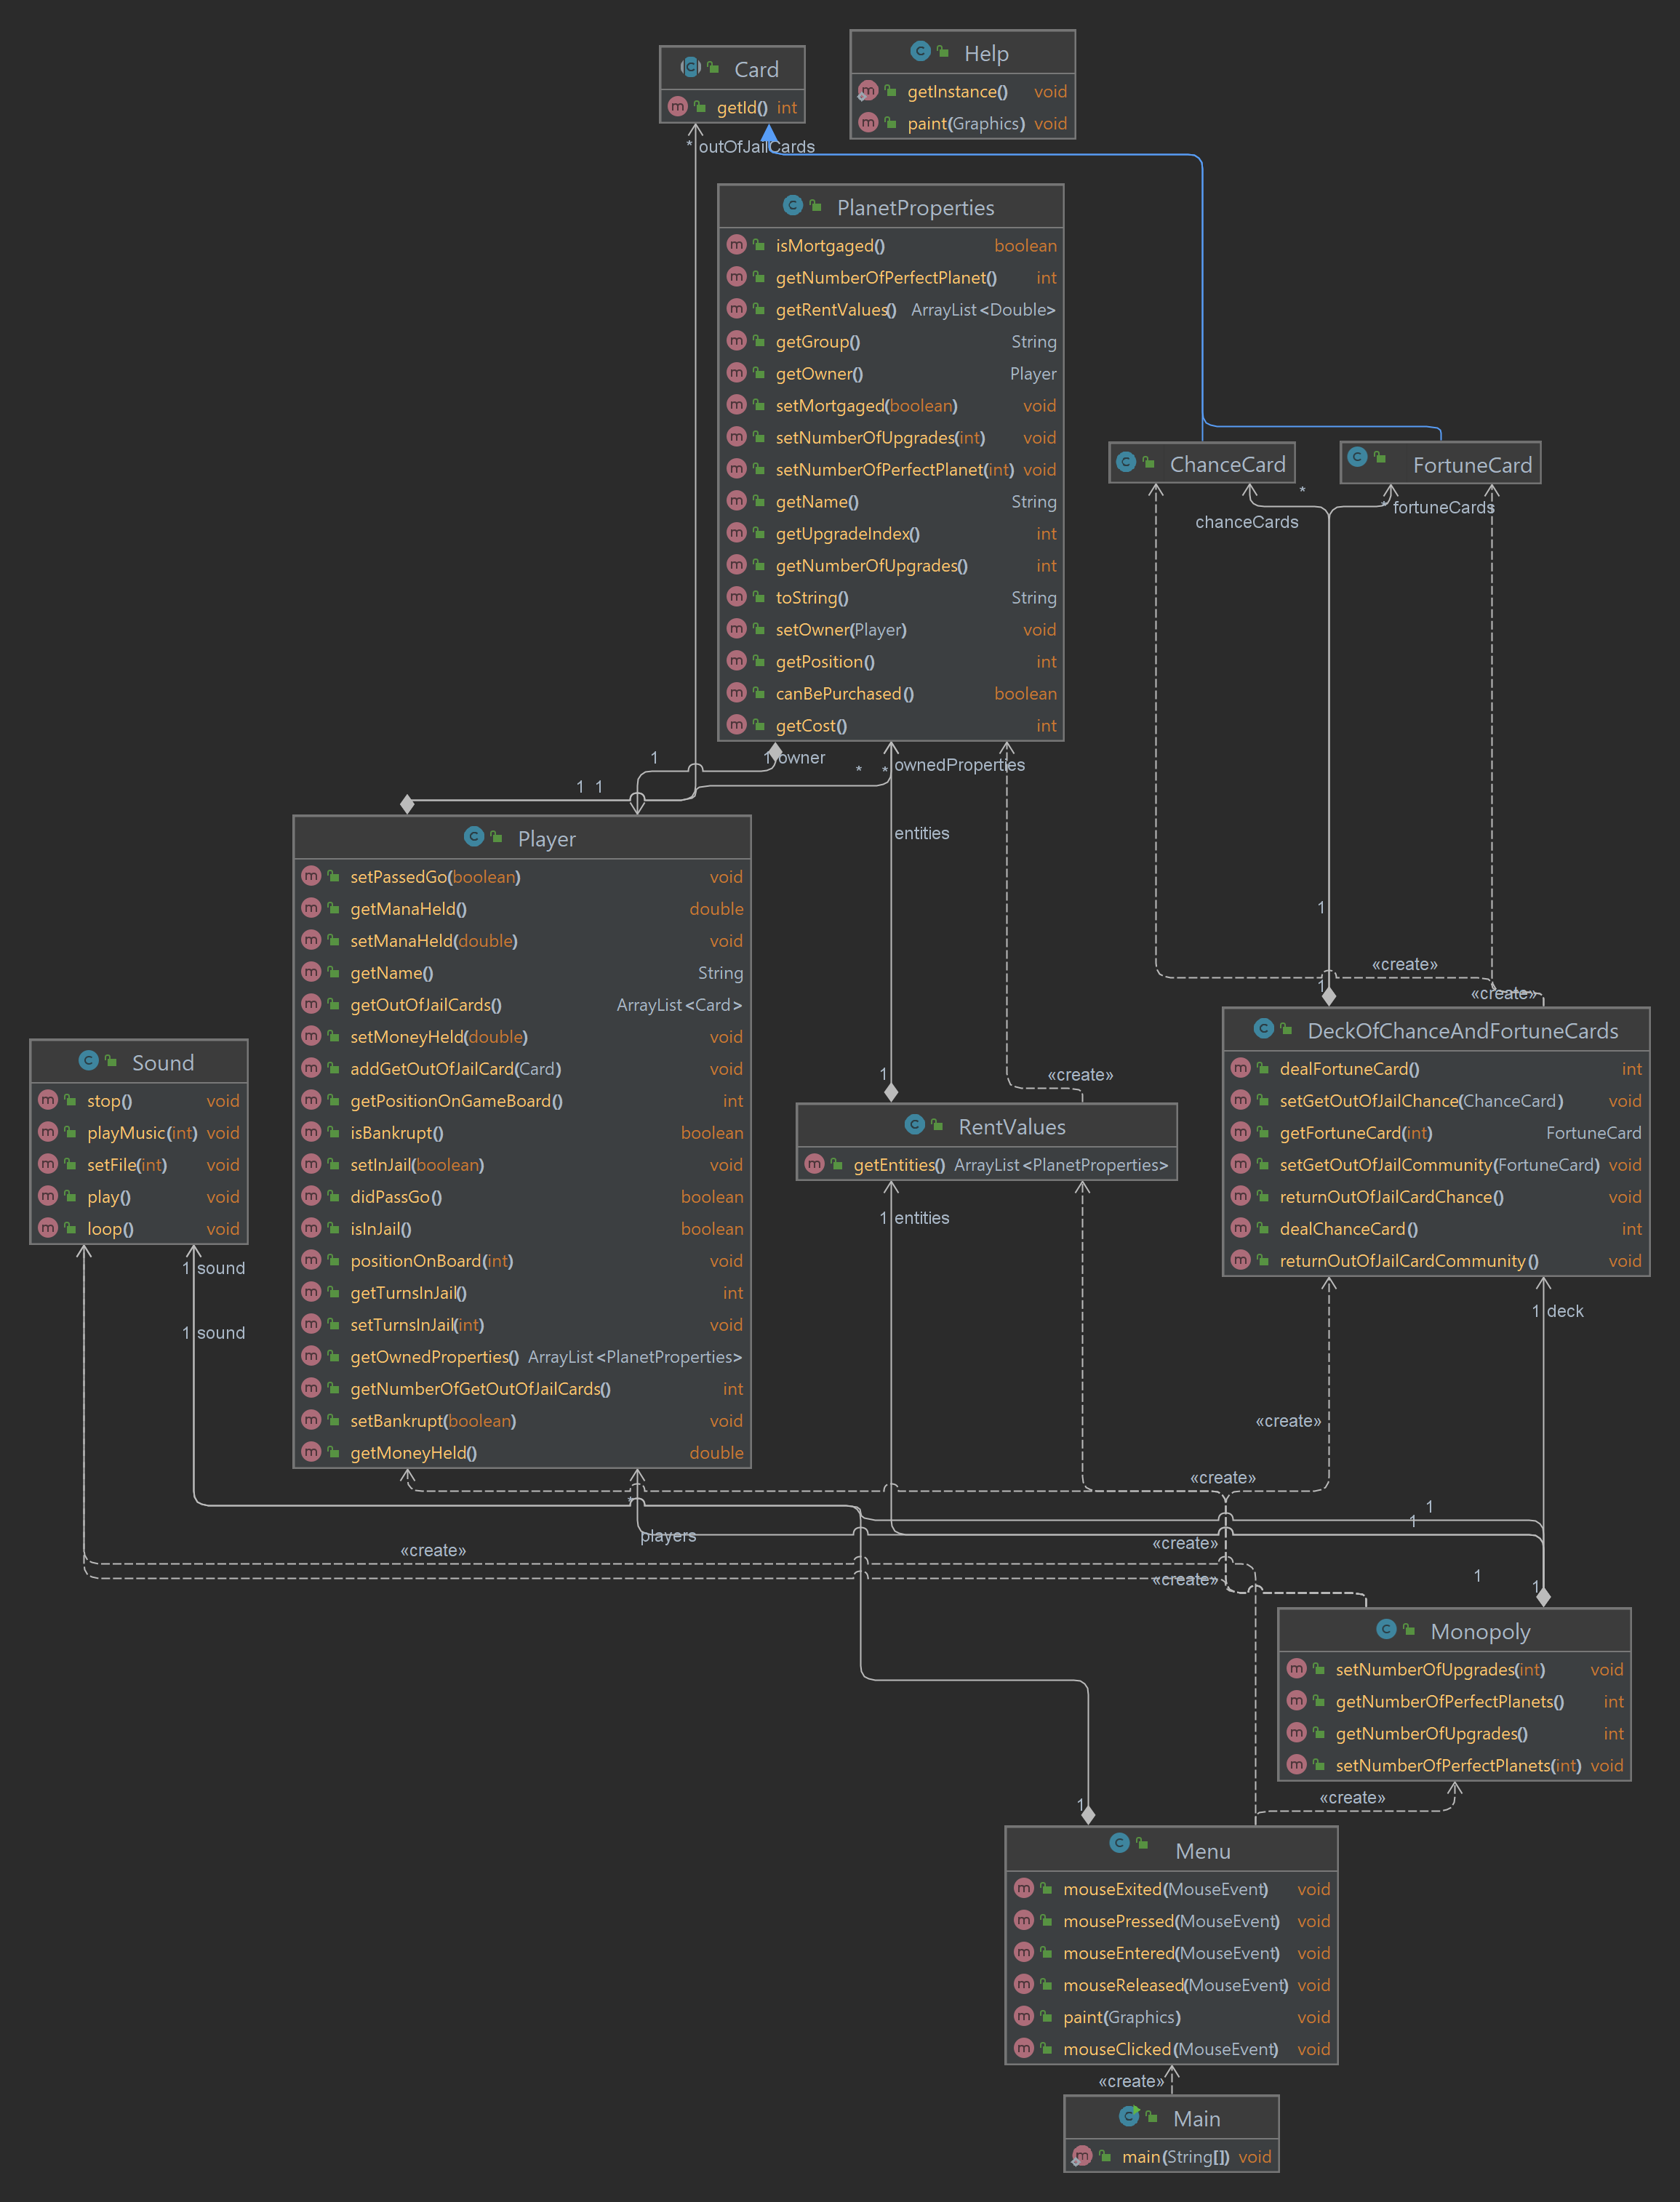 Card
getId() int
Help
getInstance() void
paint(Graphics) void
* outOfJailCards
PlanetProperties
isMortgaged() boolean
getNumberOfPerfectPlanet() int
getRentValues() ArrayList<Double>
getGroup() String
getOwner() Player
setMortgaged(boolean) void
setNumberOfUpgrades(int) void
setNumberOfPerfectPlanet(int) void
getName() String
getUpgradeIndex() int
getNumberOfUpgrades() int
toString() String
setOwner(Player) void
getPosition() int
canBePurchased() boolean
getCost() int
ChanceCard
FortuneCard
*
chanceCards
* fortuneCards
1
1 owner
*
* ownedProperties
1 1
entities
Player
setPassedGo(boolean) void
getManaHeld() double
setManaHeld(double) void
getName() String
getOutOfJailCards() ArrayList<Card>
setMoneyHeld(double) void
addGetOutOfJailCard(Card) void
getPositionOnGameBoard() int
isBankrupt() boolean
setInJail(boolean) void
didPassGo() boolean
isInJail() boolean
positionOnBoard(int) void
getTurnsInJail() int
setTurnsInJail(int) void
getOwnedProperties() ArrayList<PlanetProperties>
getNumberOfGetOutOfJailCards() int
setBankrupt(boolean) void
getMoneyHeld() double
1
«create»
1
«create»
DeckOfChanceAndFortuneCards
dealFortuneCard() int
setGetOutOfJailChance(ChanceCard) void
getFortuneCard(int) FortuneCard
setGetOutOfJailCommunity(FortuneCard) void
returnOutOfJailCardChance() void
dealChanceCard() int
returnOutOfJailCardCommunity() void
Sound
stop() void
playMusic(int) void
setFile(int) void
play() void
loop() void
1
«create»
RentValues
getEntities() ArrayList<PlanetProperties>
1 entities
1 sound
1 sound
1 deck
«create»
«create»
*
players
1
1
«create»
«create»
«create»
1
1
Monopoly
setNumberOfUpgrades(int) void
getNumberOfPerfectPlanets() int
getNumberOfUpgrades() int
setNumberOfPerfectPlanets(int) void
«create»
1
Menu
mouseExited(MouseEvent) void
mousePressed(MouseEvent) void
mouseEntered(MouseEvent) void
mouseReleased(MouseEvent) void
paint(Graphics) void
mouseClicked(MouseEvent) void
«create»
Main
main(String[]) void